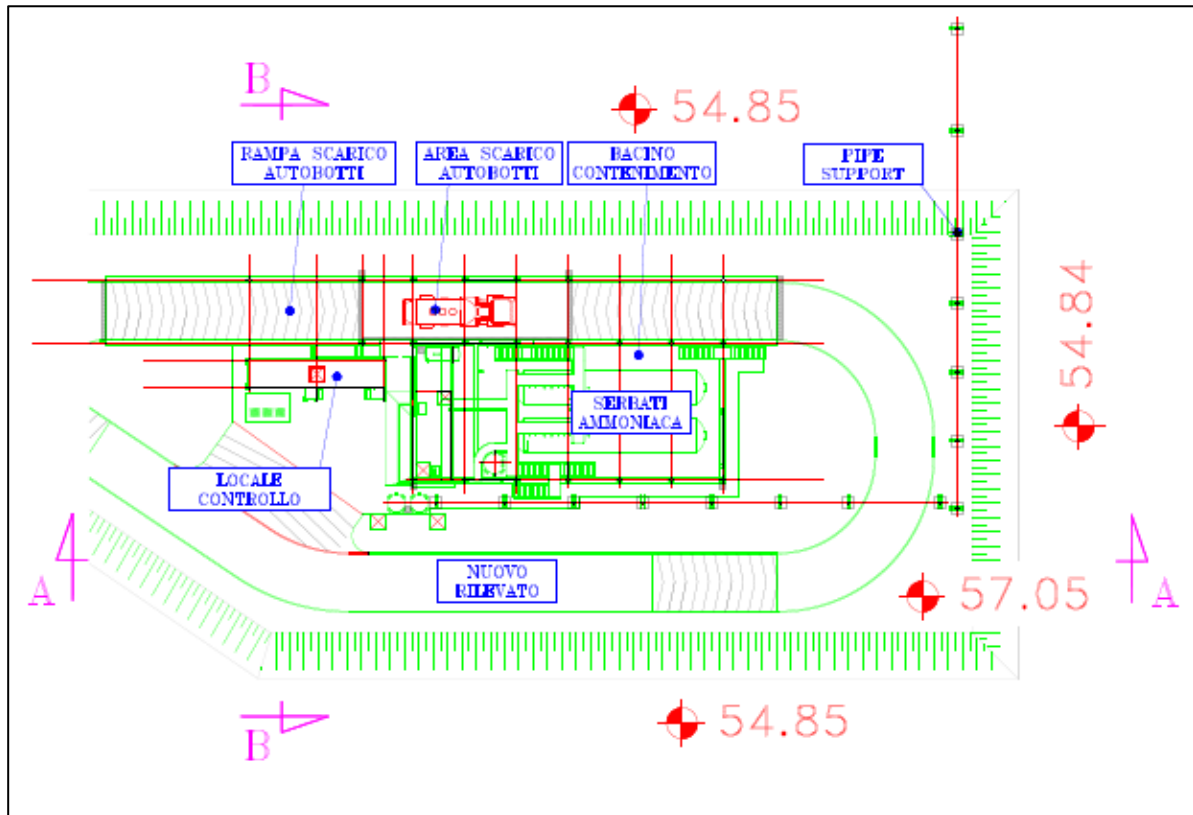 B
54.85
RAMPA SCARICO
AUTOBOTTI
AREA SCARICO
AUTOBOTTI
BACINO
CONTENIMENTO
PIPE
SUPPORT
54.84
SERBATI
AMMONIACA
LOCALE
CONTROLLO
NUOVO
RILEVATO
A
57.05
A
B
54.85